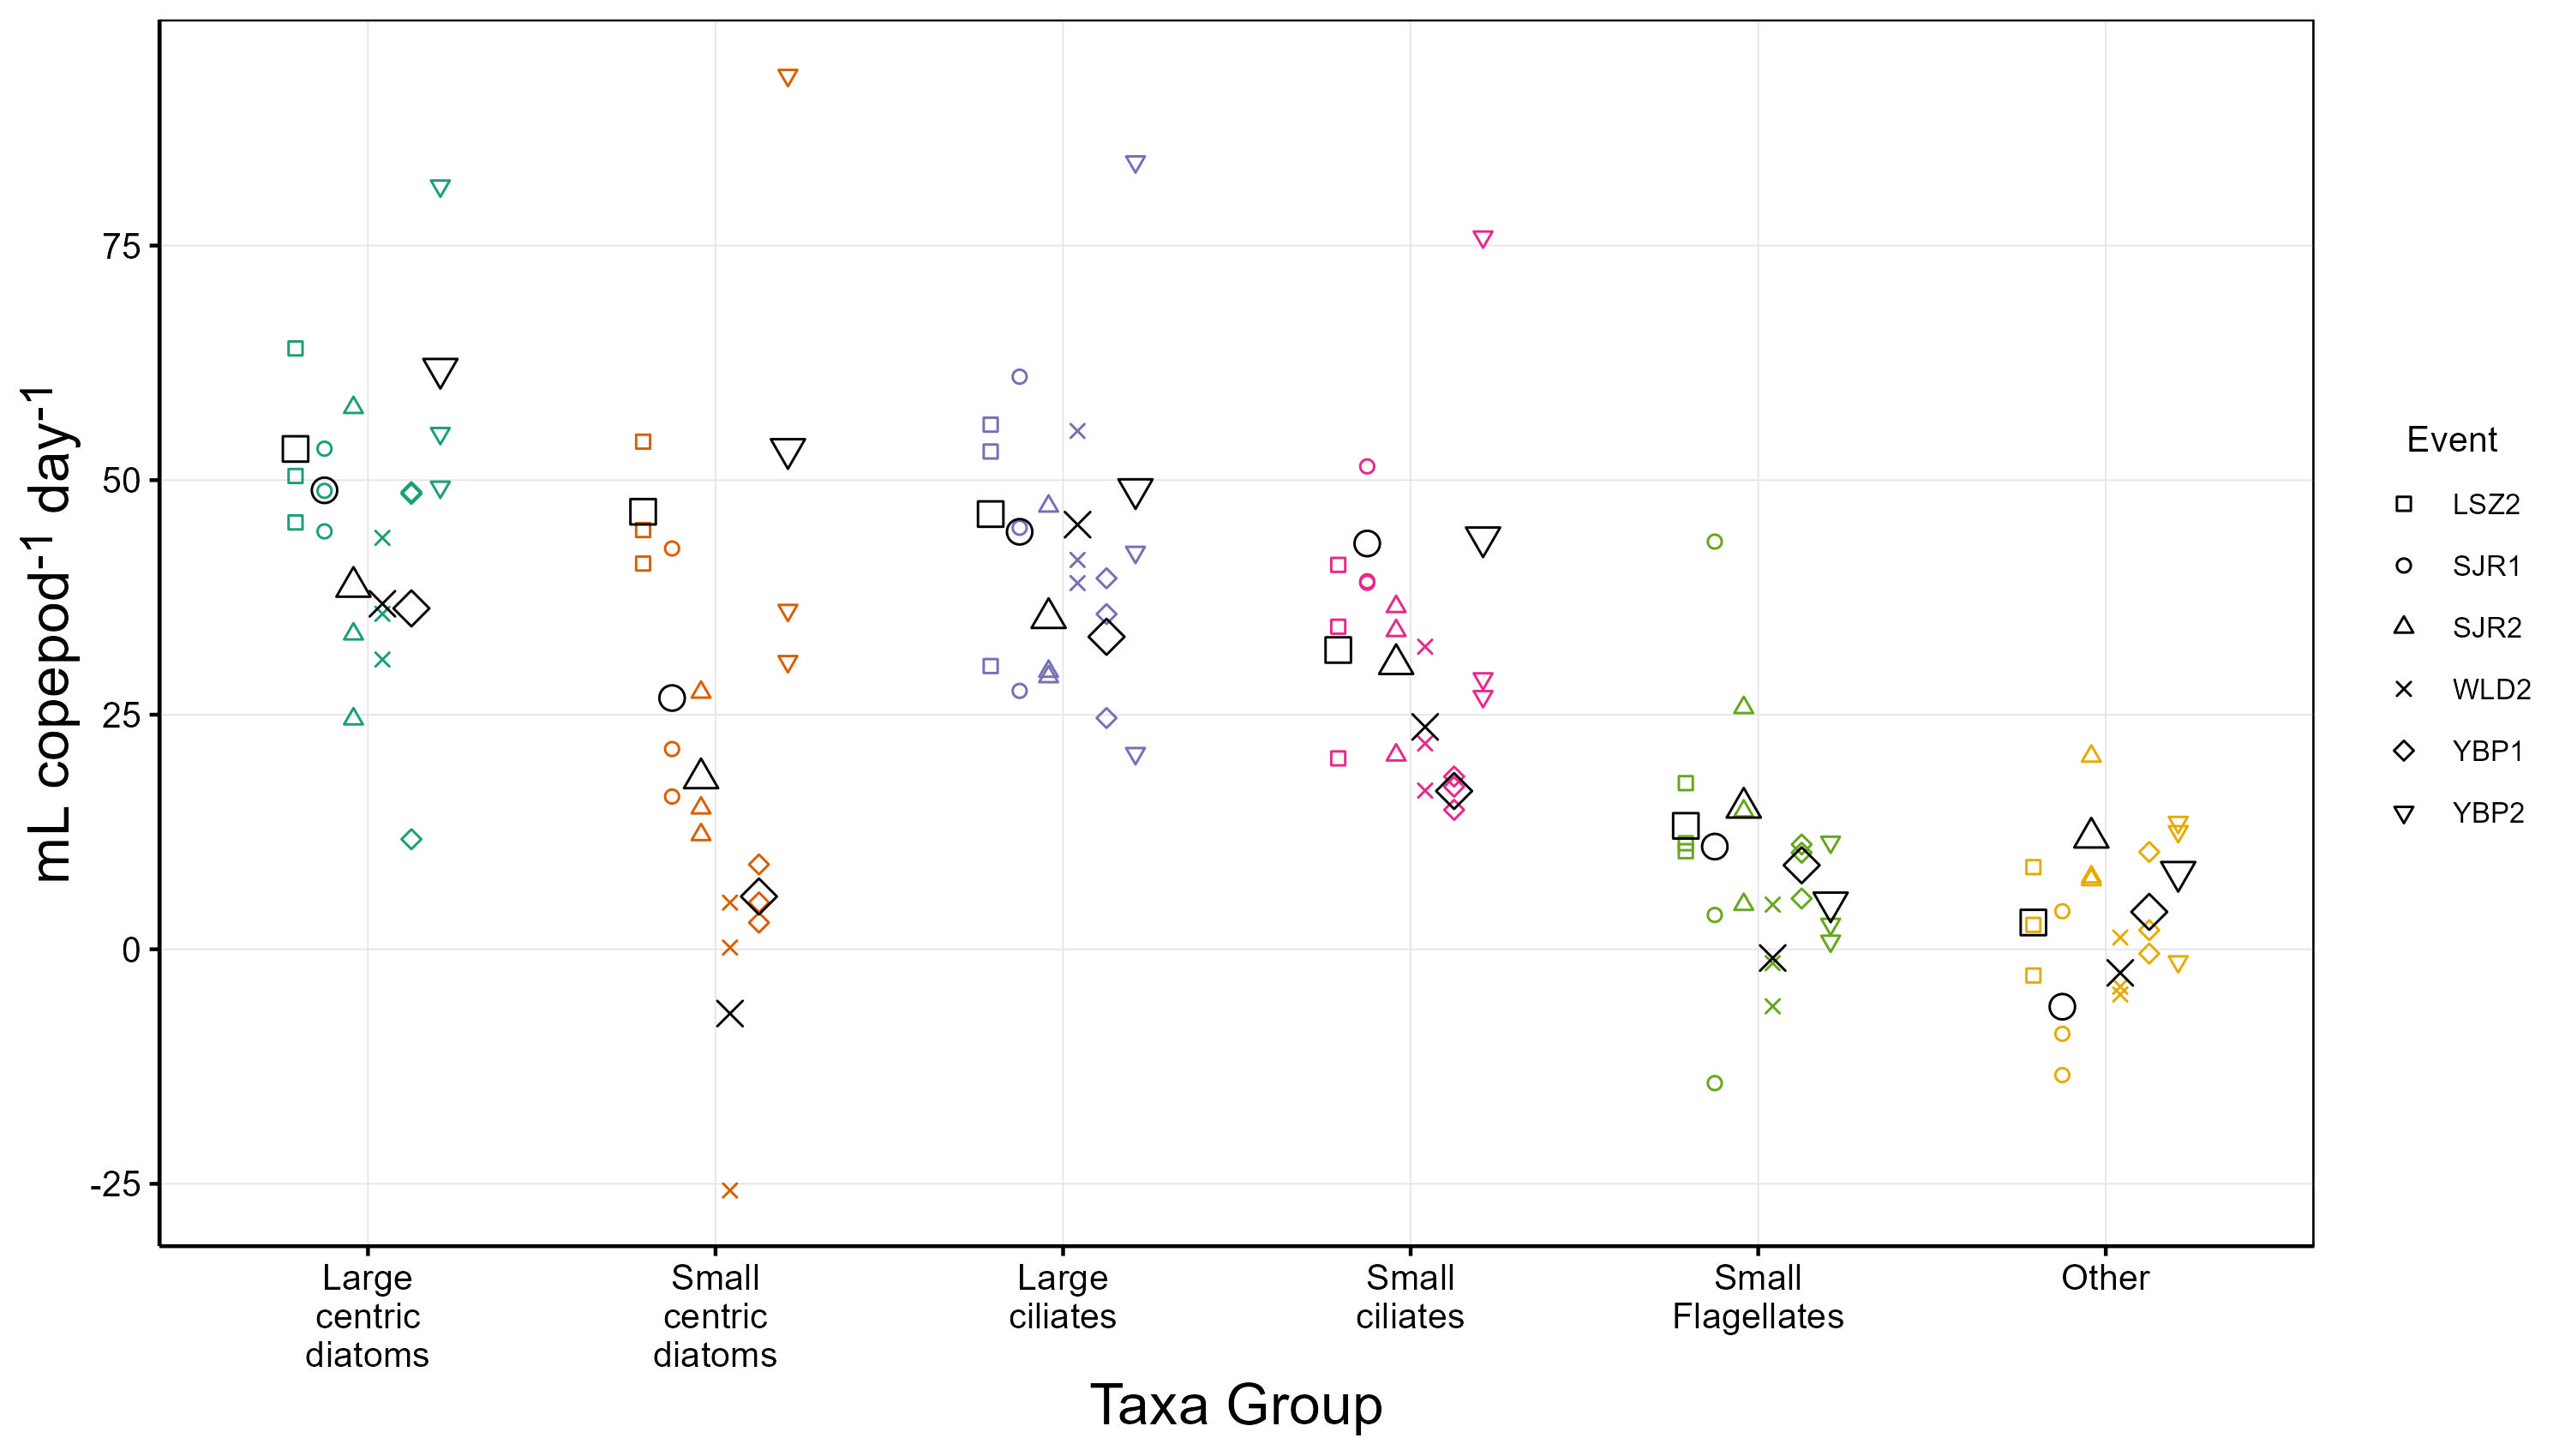 mL copepod-1 day-1
75
50
25
0
-25
Large
centric
diatoms
Small
centric
diatoms
Large
ciliates
Small
ciliates
Small
Flagellates
Other
Taxa Group
Event
LSZ2
SJR1
SJR2
WLD2
YBP1
YBP2